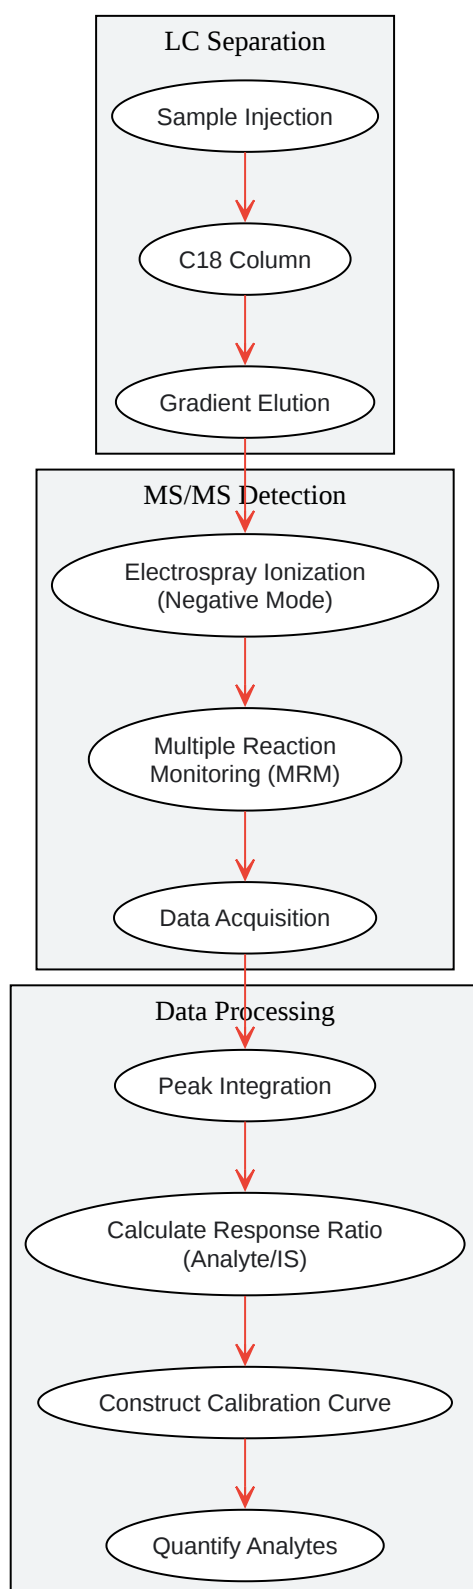 LC Separation
Sample Injection
C18 Column
Gradient Elution
MS/MS Detection
Electrospray Ionization
(Negative Mode)
Multiple Reaction
Monitoring (MRM)
Data Acquisition
Data Processing
Peak Integration
Calculate Response Ratio
(Analyte/IS)
Construct Calibration Curve
Quantify Analytes